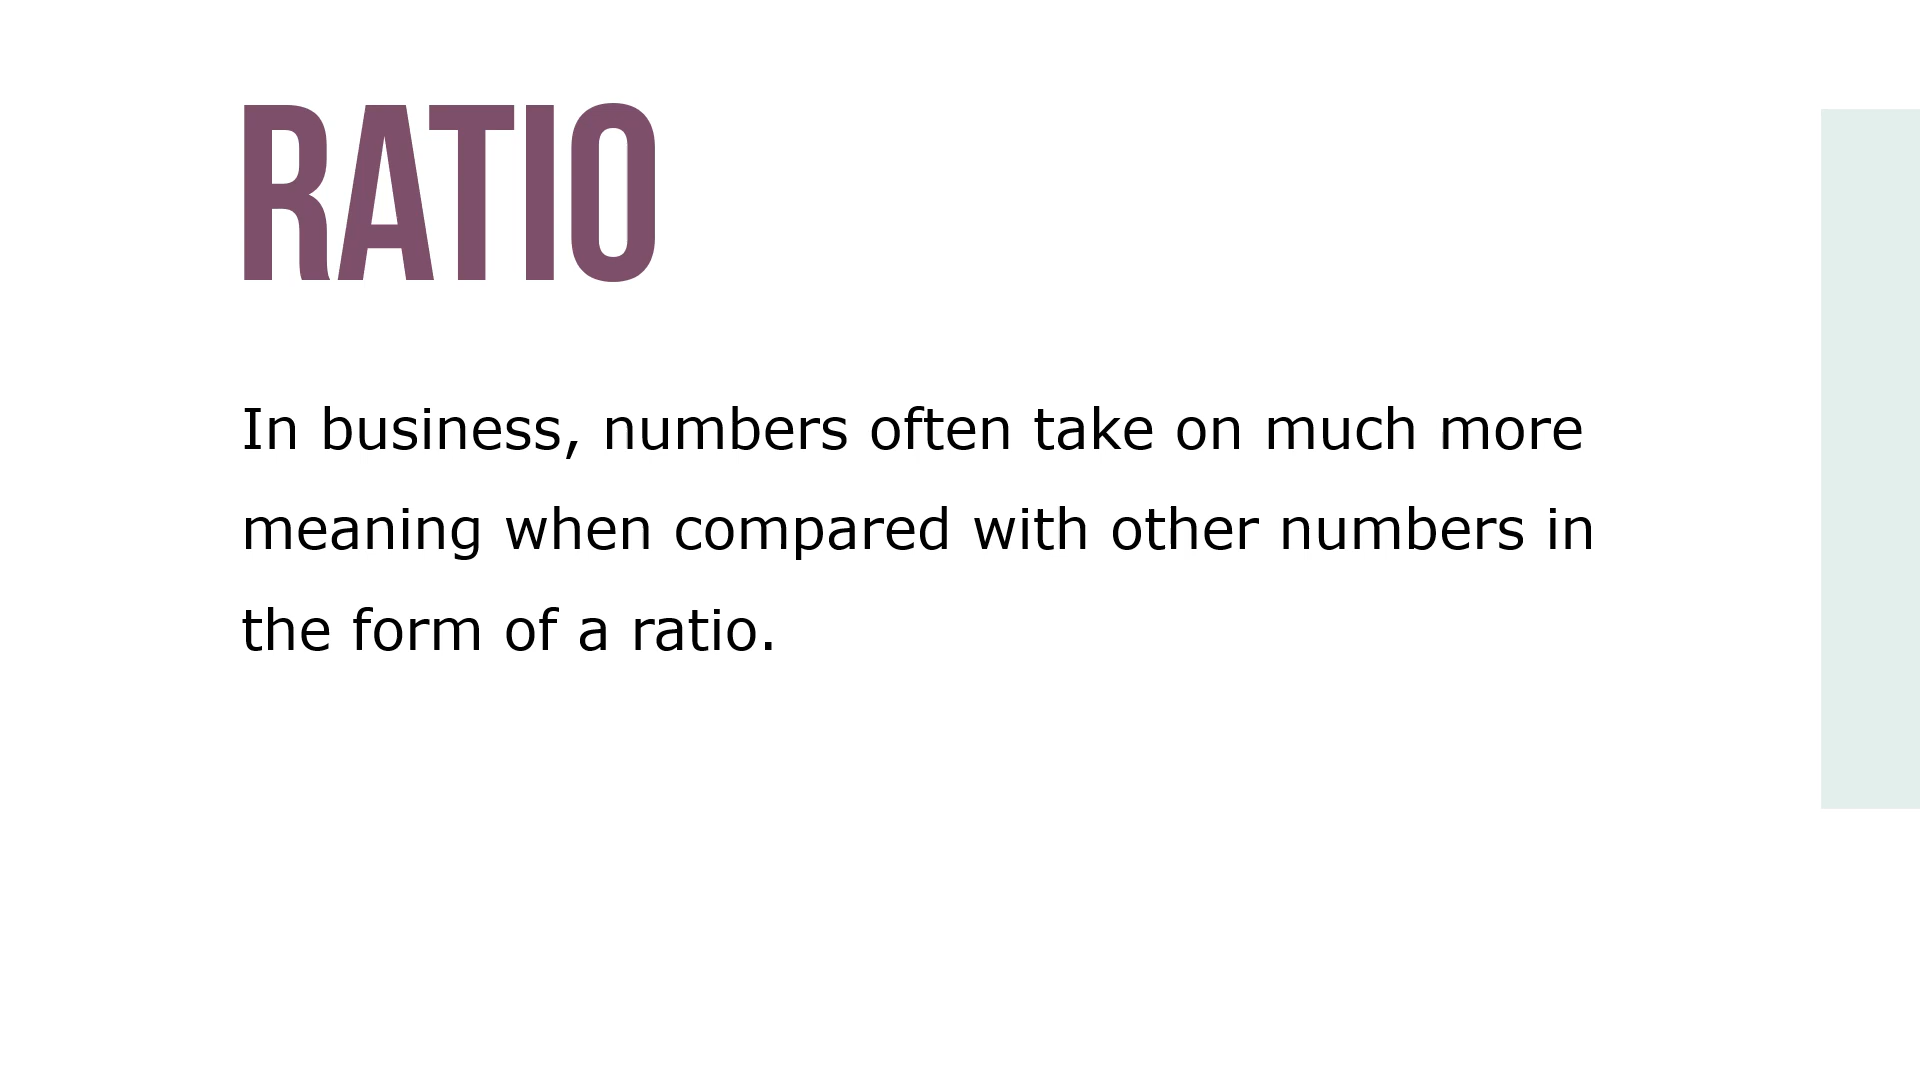 RATIO
In business, numbers often take on much more
meaning when compared with other numbers in
the form of a ratio.